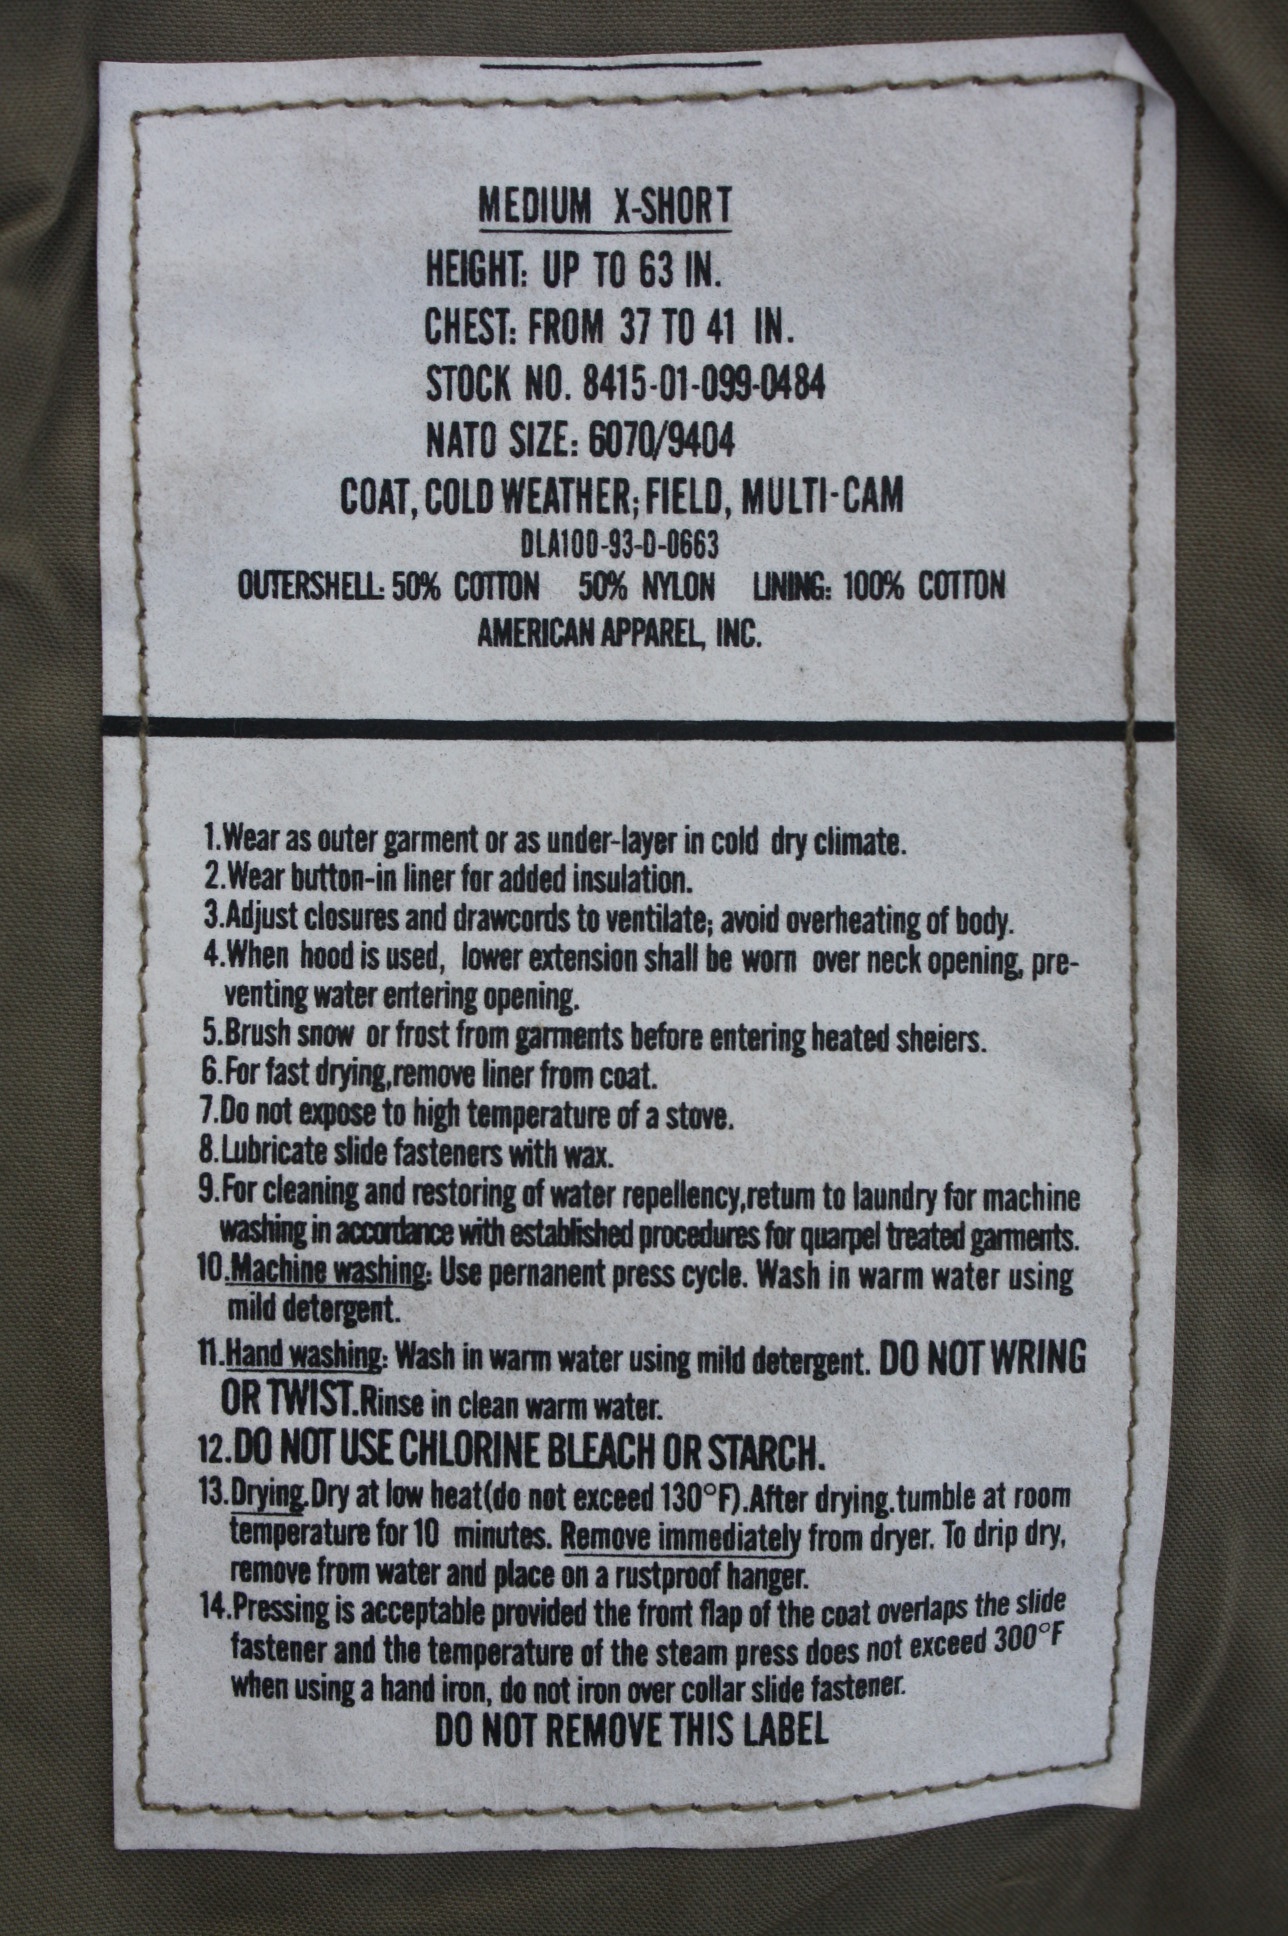 MEDIUM X-SHORT
HEIGHT: UP TO 63 IN.
CHEST: FROM 37 TO 41 IN.
STOCK NO. 8415-01-099-0484
NATO SIZE: 6070/9404
COAT, COLD WEATHER; FIELD, MULTI-CAM
DLA100-93-D-0663
OUTERSHELL: 50% COTTON 50% NYLON LINING: 100% COTTON
AMERICAN APPAREL, INC.
1.Wear as outer garment or as under-layer in cold dry climate.
2.Wear button-in liner for added insulation.
3.Adjust closures and drawcords to ventilate; avoid overheating of body.
4.When hood is used, lower extension shall be worn over neck opening, pre-
venting water entering opening.
5.Brush snow or frost from garments before entering heated sheiers.
6.For fast drying,remove liner from coat.
7.Do not expose to high temperature of a stove.
8.Lubricate slide fasteners with wax.
9.For cleaning and restoring of water repellency,return to laundry for machine
washing in accordance with established procedures for quarpel treated garments.
10.Machine washing: Use pernanent press cycle. Wash in warm water using
mild detergent.
11.Hand washing: Wash in warm water using mild detergent. DO NOT WRING
OR TWIST.Rinse in clean warm water.
12.DO NOT USE CHLORINE BLEACH OR STARCH.
13.Drying.Dry at low heat(do not exceed 130°F).After drying.tumble at room
temperature for 10 minutes. Remove immediately from dryer. To drip dry,
remove from water and place on a rustproof hanger.
14.Pressing is acceptable provided the front flap of the coat overlaps the slide
fastener and the temperature of the steam press does not exceed 300°F
when using a hand iron, do not iron over collar slide fastener.
DO NOT REMOVE THIS LABEL